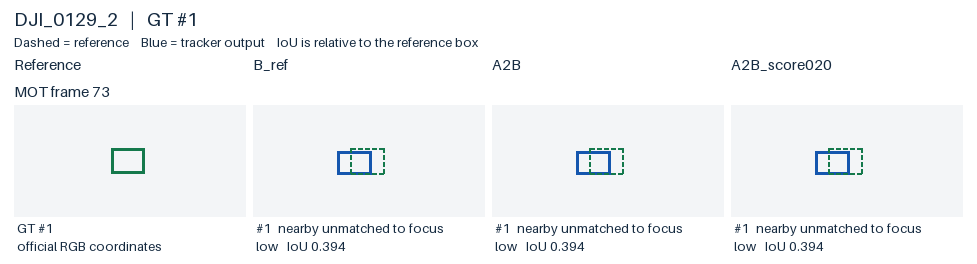 DJI_0129_2 | GT #1
Dashed = reference Blue = tracker output IoU is relative to the reference box
Reference B_ref A2B A2B_score020
MOT frame 73
GT #1
official RGB coordinates
#1 nearby unmatched to focus
low IoU 0.394
#1 nearby unmatched to focus
low IoU 0.394
#1 nearby unmatched to focus
low IoU 0.394